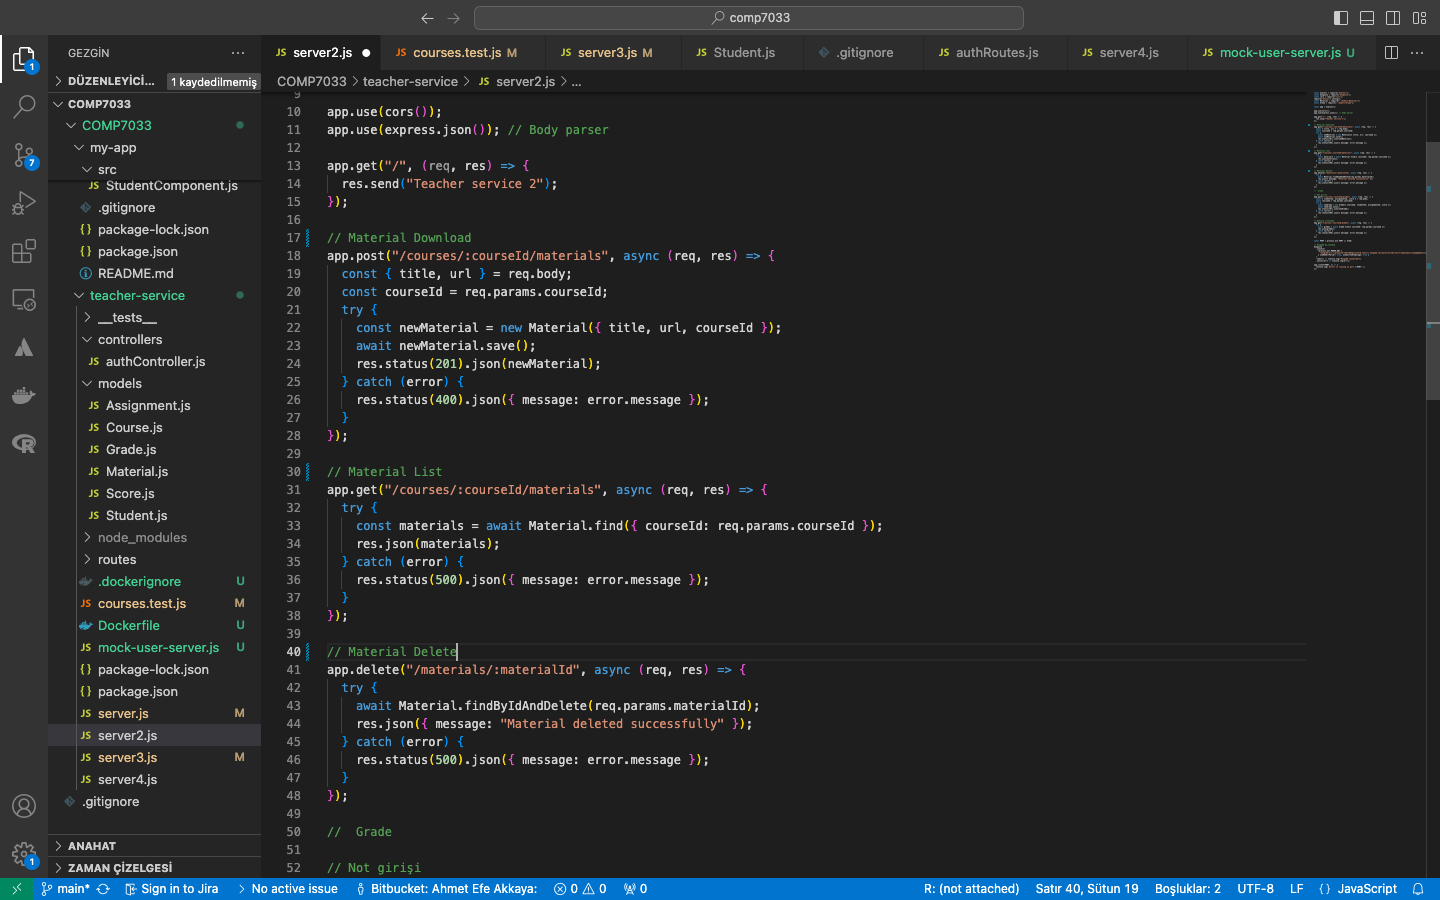 comp7033
GEZGİN
DÜZENLEYİCİ...
1 kaydedilmemiş
COMP7033
COMP7033
my-app
src
StudentComponent.js
.gitignore
package-lock.json
package.json
README.md
teacher-service
__tests__
controllers
authController.js
models
Assignment.js
Course.js
Grade.js
Material.js
Score.js
Student.js
node_modules
routes
.dockerignore U
courses.test.js M
Dockerfile U
mock-user-server.js U
package-lock.json
package.json
server.js M
server2.js
server3.js M
server4.js
.gitignore
ANAHAT
ZAMAN ÇİZELGESİ
JS server2.js JS courses.test.js M JS server3.js M JS Student.js .gitignore JS authRoutes.js JS server4.js JS mock-user-server.js U
COMP7033 > teacher-service > JS server2.js > ...
9
10 app.use(cors());
11 app.use(express.json()); // Body parser
12
13 app.get("/", (req, res) => {
14 res.send("Teacher service 2");
15 });
16
17 // Material Download
18 app.post("/courses/:courseId/materials", async (req, res) => {
19 const { title, url } = req.body;
20 const courseId = req.params.courseId;
21 try {
22 const newMaterial = new Material({ title, url, courseId });
23 await newMaterial.save();
24 res.status(201).json(newMaterial);
25 } catch (error) {
26 res.status(400).json({ message: error.message });
27 }
28 });
29
30 // Material List
31 app.get("/courses/:courseId/materials", async (req, res) => {
32 try {
33 const materials = await Material.find({ courseId: req.params.courseId });
34 res.json(materials);
35 } catch (error) {
36 res.status(500).json({ message: error.message });
37 }
38 });
39
40 // Material Delete
41 app.delete("/materials/:materialId", async (req, res) => {
42 try {
43 await Material.findByIdAndDelete(req.params.materialId);
44 res.json({ message: "Material deleted successfully" });
45 } catch (error) {
46 res.status(500).json({ message: error.message });
47 }
48 });
49
50 //  Grade
51
52 // Not girişi
main* Sign in to Jira No active issue Bitbucket: Ahmet Efe Akkaya: 0 0 0 R: (not attached) Satır 40, Sütun 19 Boşluklar: 2 UTF-8 LF {} JavaScript